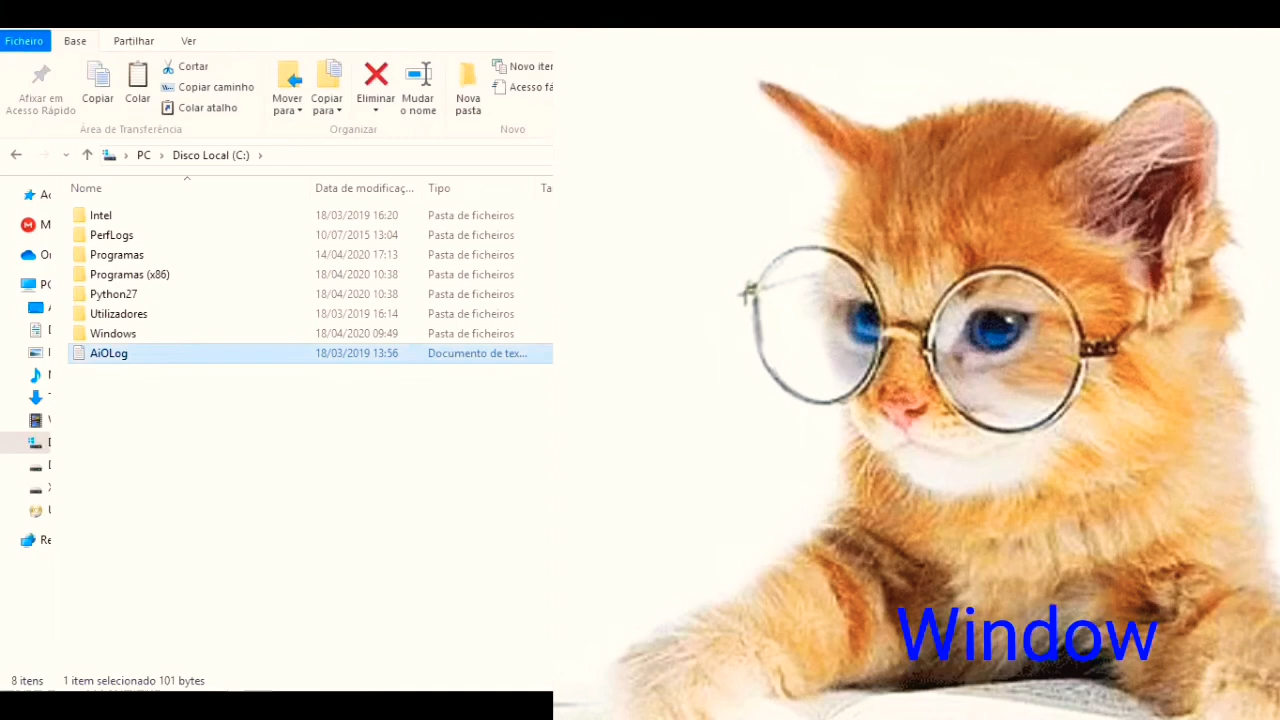 Ficheiro Base Partilhar Ver
Afixar em Acesso Rápido
Copiar
Colar
Cortar
Copiar caminho
Colar atalho
Área de Transferência
Mover para
Copiar para
Eliminar
Mudar o nome
Organizar
Nova pasta
Novo iten
Acesso fá
Novo
PC > Disco Local (C:) >
Nome Data de modificaç... Tipo Ta
Intel 18/03/2019 16:20 Pasta de ficheiros
PerfLogs 10/07/2015 13:04 Pasta de ficheiros
Programas 14/04/2020 17:13 Pasta de ficheiros
Programas (x86) 18/04/2020 10:38 Pasta de ficheiros
Python27 18/04/2020 10:38 Pasta de ficheiros
Utilizadores 18/03/2019 16:14 Pasta de ficheiros
Windows 18/04/2020 09:49 Pasta de ficheiros
AiOLog 18/03/2019 13:56 Documento de tex...
8 itens 1 item selecionado 101 bytes
Window